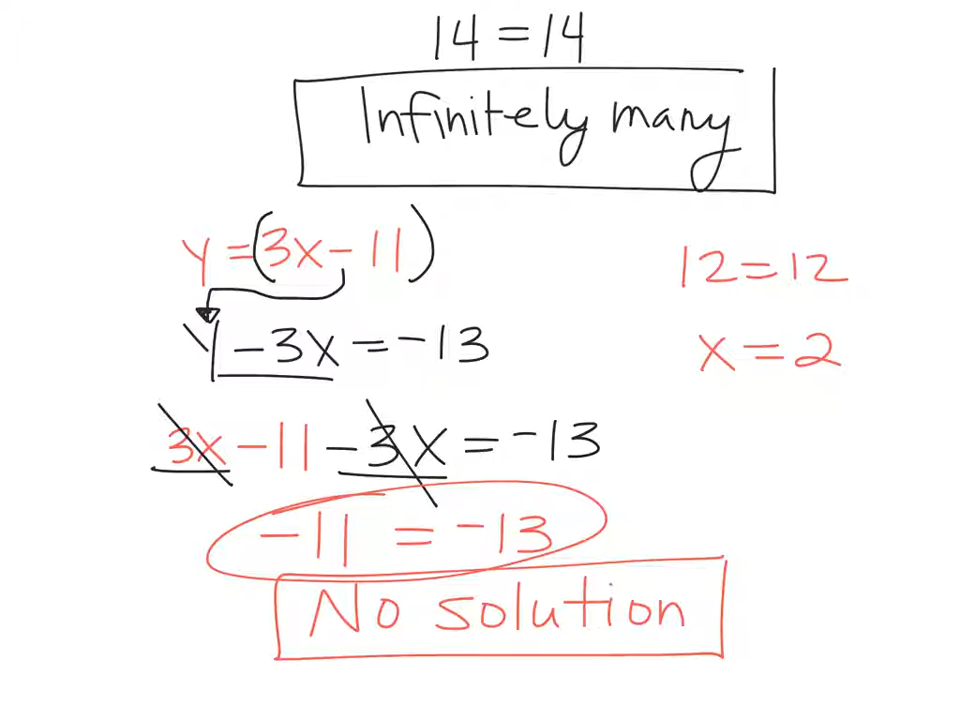 14 = 14
Infinitely many
y = (3x - 11)
y - 3x = -13
3x - 11 - 3x = -13
-11 = -13
No solution
12 = 12
x = 2